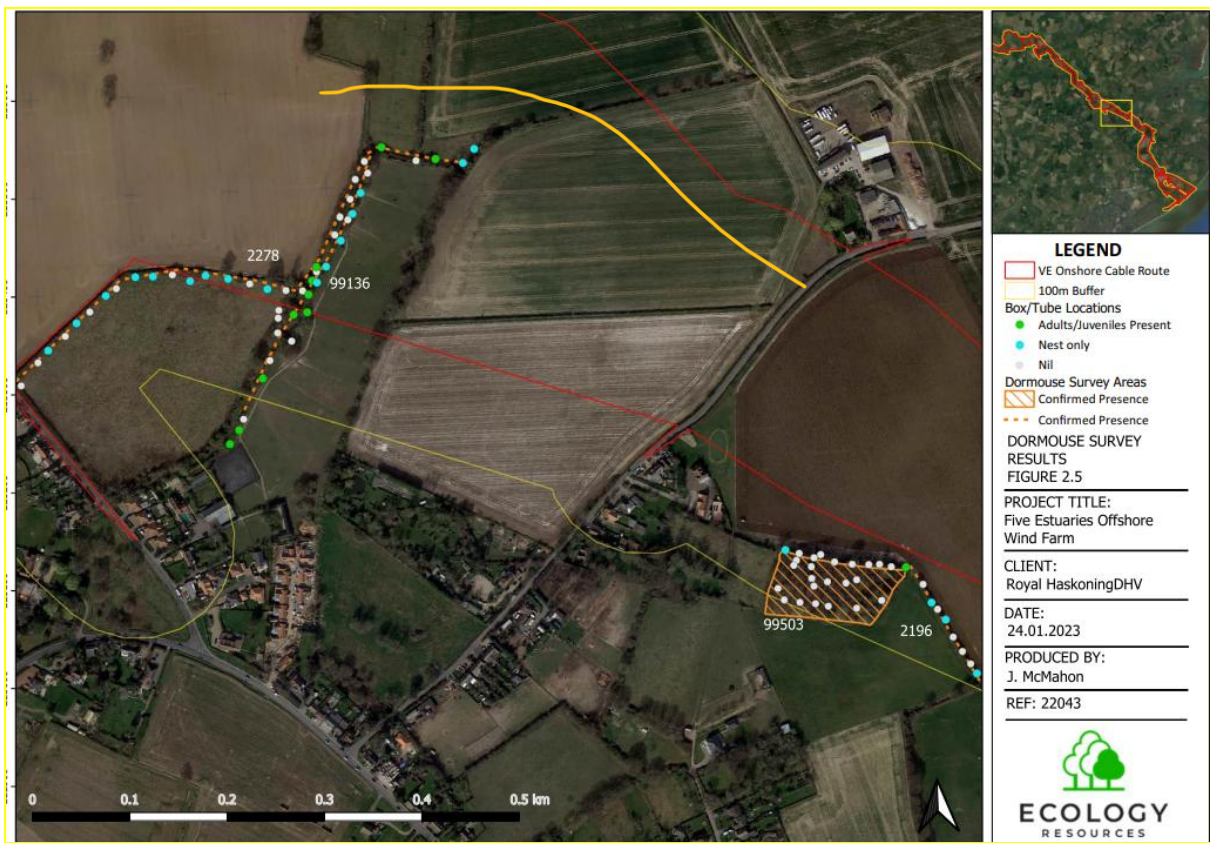 2278
99136
99503
2196
0 0.1 0.2 0.3 0.4 0.5 km
LEGEND
VE Onshore Cable Route
100m Buffer
Box/Tube Locations
Adults/Juveniles Present
Nest only
Nil
Dormouse Survey Areas
Confirmed Presence
Confirmed Presence
DORMOUSE SURVEY
RESULTS
FIGURE 2.5
PROJECT TITLE:
Five Estuaries Offshore
Wind Farm
CLIENT:
Royal HaskoningDHV
DATE:
24.01.2023
PRODUCED BY:
J. McMahon
REF: 22043
ECOLOGY
RESOURCES